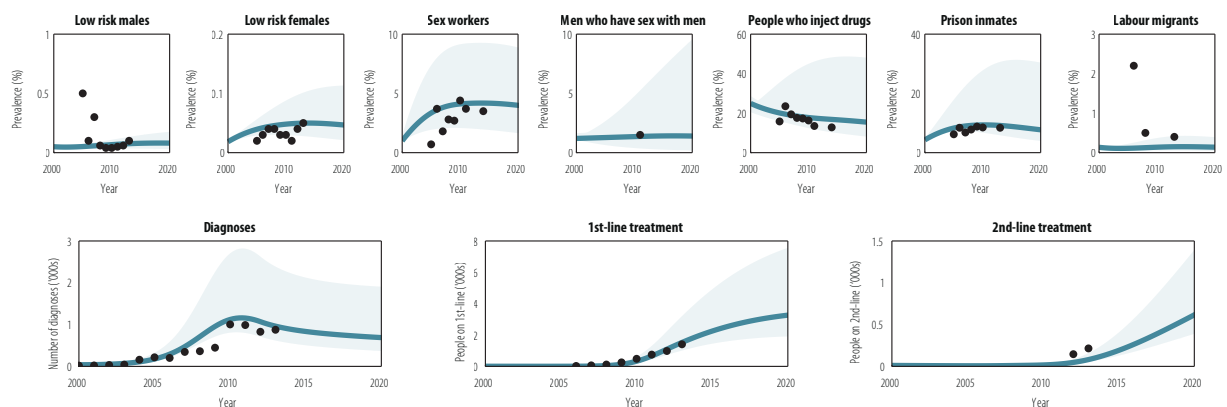 Low risk males
Low risk females
Sex workers
Men who have sex with men
People who inject drugs
Prison inmates
Labour migrants
Prevalence (%)
1
0.5
0
2000
2010
2020
Year
Prevalence (%)
0.2
0.1
0
2000
2010
2020
Year
Prevalence (%)
10
5
0
2000
2010
2020
Year
Prevalence (%)
10
5
0
2000
2010
2020
Year
Prevalence (%)
60
40
20
0
2000
2010
2020
Year
Prevalence (%)
40
20
0
2000
2010
2020
Year
Prevalence (%)
3
2
1
0
2000
2010
2020
Year
Diagnoses
Number of diagnoses ('000s)
3
2
1
0
2000
2005
2010
2015
2020
Year
1st-line treatment
People on 1st-line ('000s)
8
6
4
2
0
2000
2005
2010
2015
2020
Year
2nd-line treatment
People on 2nd-line ('000s)
1.5
1
0.5
0
2000
2005
2010
2015
2020
Year